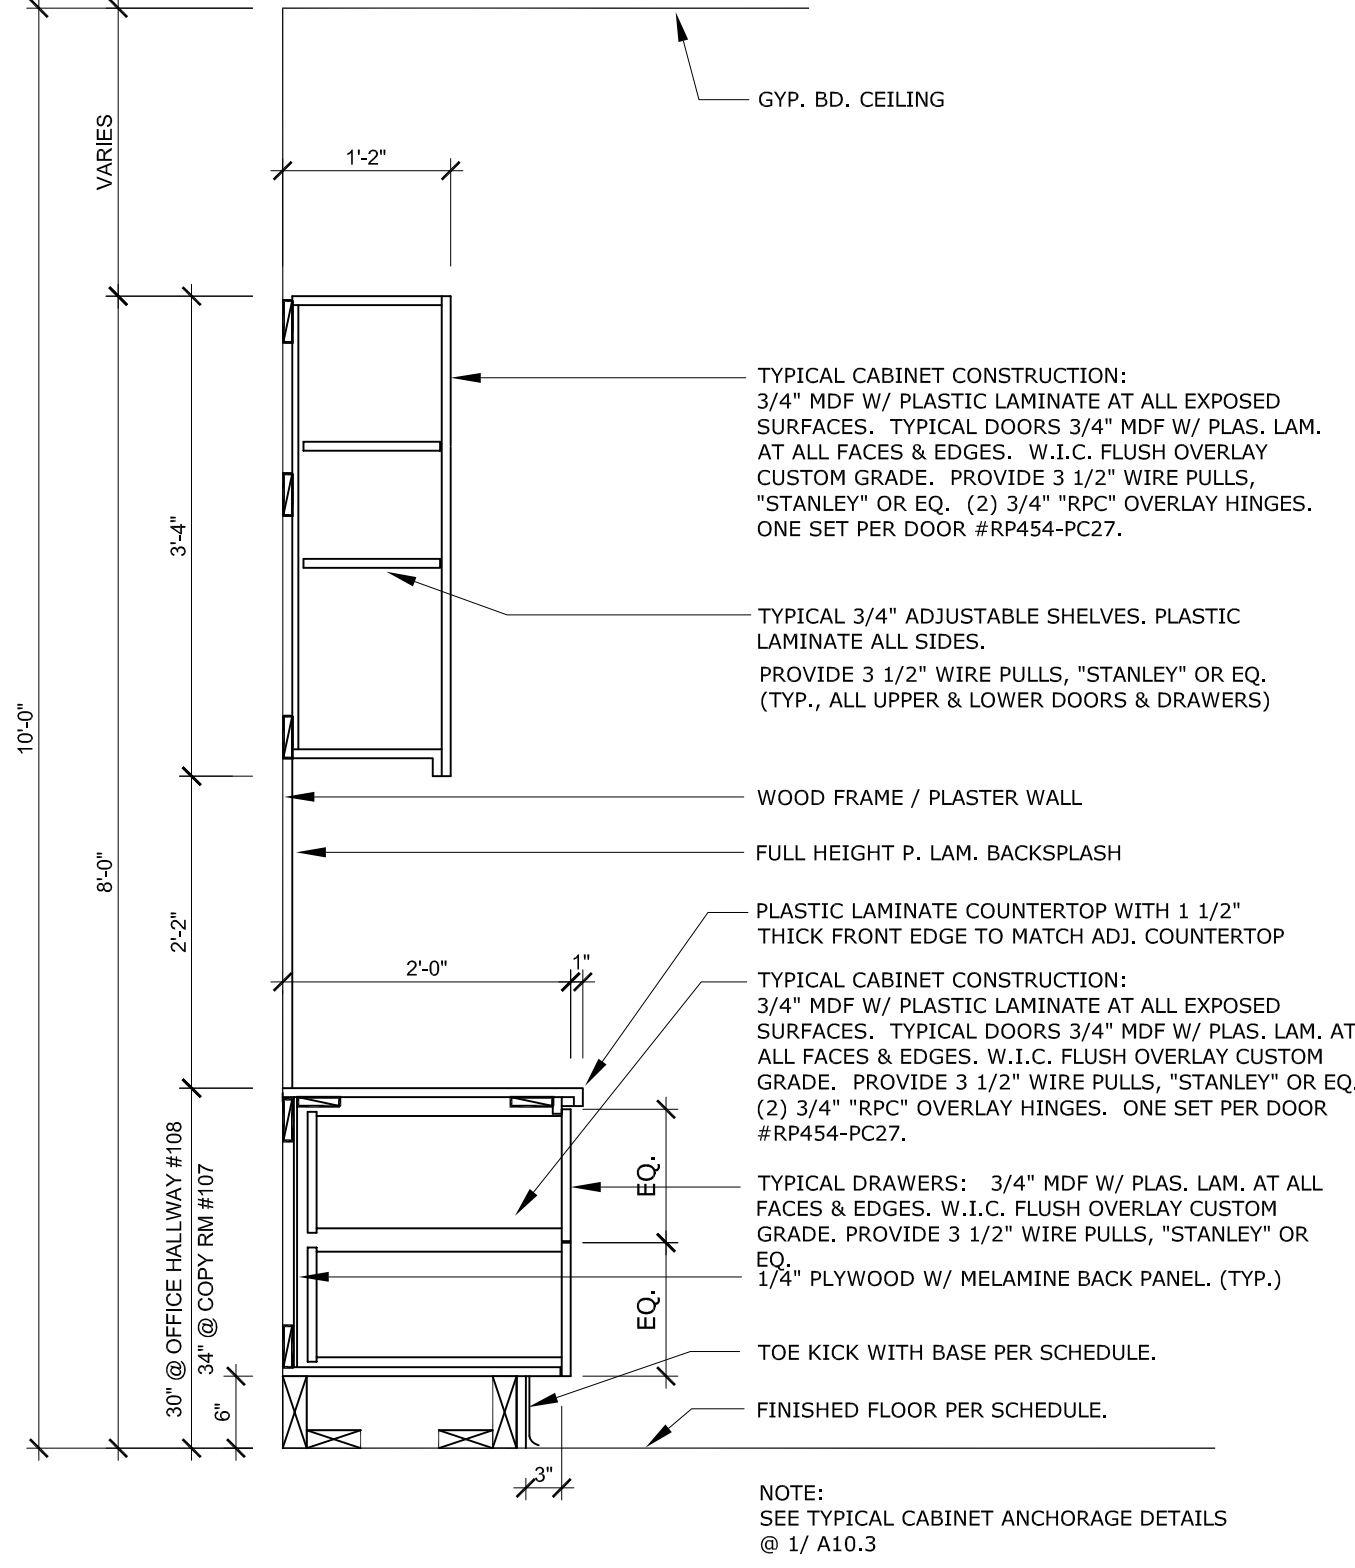 GYP. BD. CEILING
VARIES
1'-2"
TYPICAL CABINET CONSTRUCTION:
3/4" MDF W/ PLASTIC LAMINATE AT ALL EXPOSED
SURFACES. TYPICAL DOORS 3/4" MDF W/ PLAS. LAM.
AT ALL FACES & EDGES. W.I.C. FLUSH OVERLAY
CUSTOM GRADE. PROVIDE 3 1/2" WIRE PULLS,
"STANLEY" OR EQ. (2) 3/4" "RPC" OVERLAY HINGES.
ONE SET PER DOOR #RP454-PC27.
3'-4"
TYPICAL 3/4" ADJUSTABLE SHELVES. PLASTIC
LAMINATE ALL SIDES.
PROVIDE 3 1/2" WIRE PULLS, "STANLEY" OR EQ.
(TYP., ALL UPPER & LOWER DOORS & DRAWERS)
10'-0"
WOOD FRAME / PLASTER WALL
8'-0"
FULL HEIGHT P. LAM. BACKSPLASH
2'-2"
PLASTIC LAMINATE COUNTERTOP WITH 1 1/2"
THICK FRONT EDGE TO MATCH ADJ. COUNTERTOP
2'-0"
1"
TYPICAL CABINET CONSTRUCTION:
3/4" MDF W/ PLASTIC LAMINATE AT ALL EXPOSED
SURFACES. TYPICAL DOORS 3/4" MDF W/ PLAS. LAM. AT
ALL FACES & EDGES. W.I.C. FLUSH OVERLAY CUSTOM
GRADE. PROVIDE 3 1/2" WIRE PULLS, "STANLEY" OR EQ.
(2) 3/4" "RPC" OVERLAY HINGES. ONE SET PER DOOR
#RP454-PC27.
30" @ OFFICE HALLWAY #108
34" @ COPY RM #107
EQ.
TYPICAL DRAWERS: 3/4" MDF W/ PLAS. LAM. AT ALL
FACES & EDGES. W.I.C. FLUSH OVERLAY CUSTOM
GRADE. PROVIDE 3 1/2" WIRE PULLS, "STANLEY" OR
EQ.
1/4" PLYWOOD W/ MELAMINE BACK PANEL. (TYP.)
EQ.
TOE KICK WITH BASE PER SCHEDULE.
6"
FINISHED FLOOR PER SCHEDULE.
3"
NOTE:
SEE TYPICAL CABINET ANCHORAGE DETAILS
@ 1/ A10.3